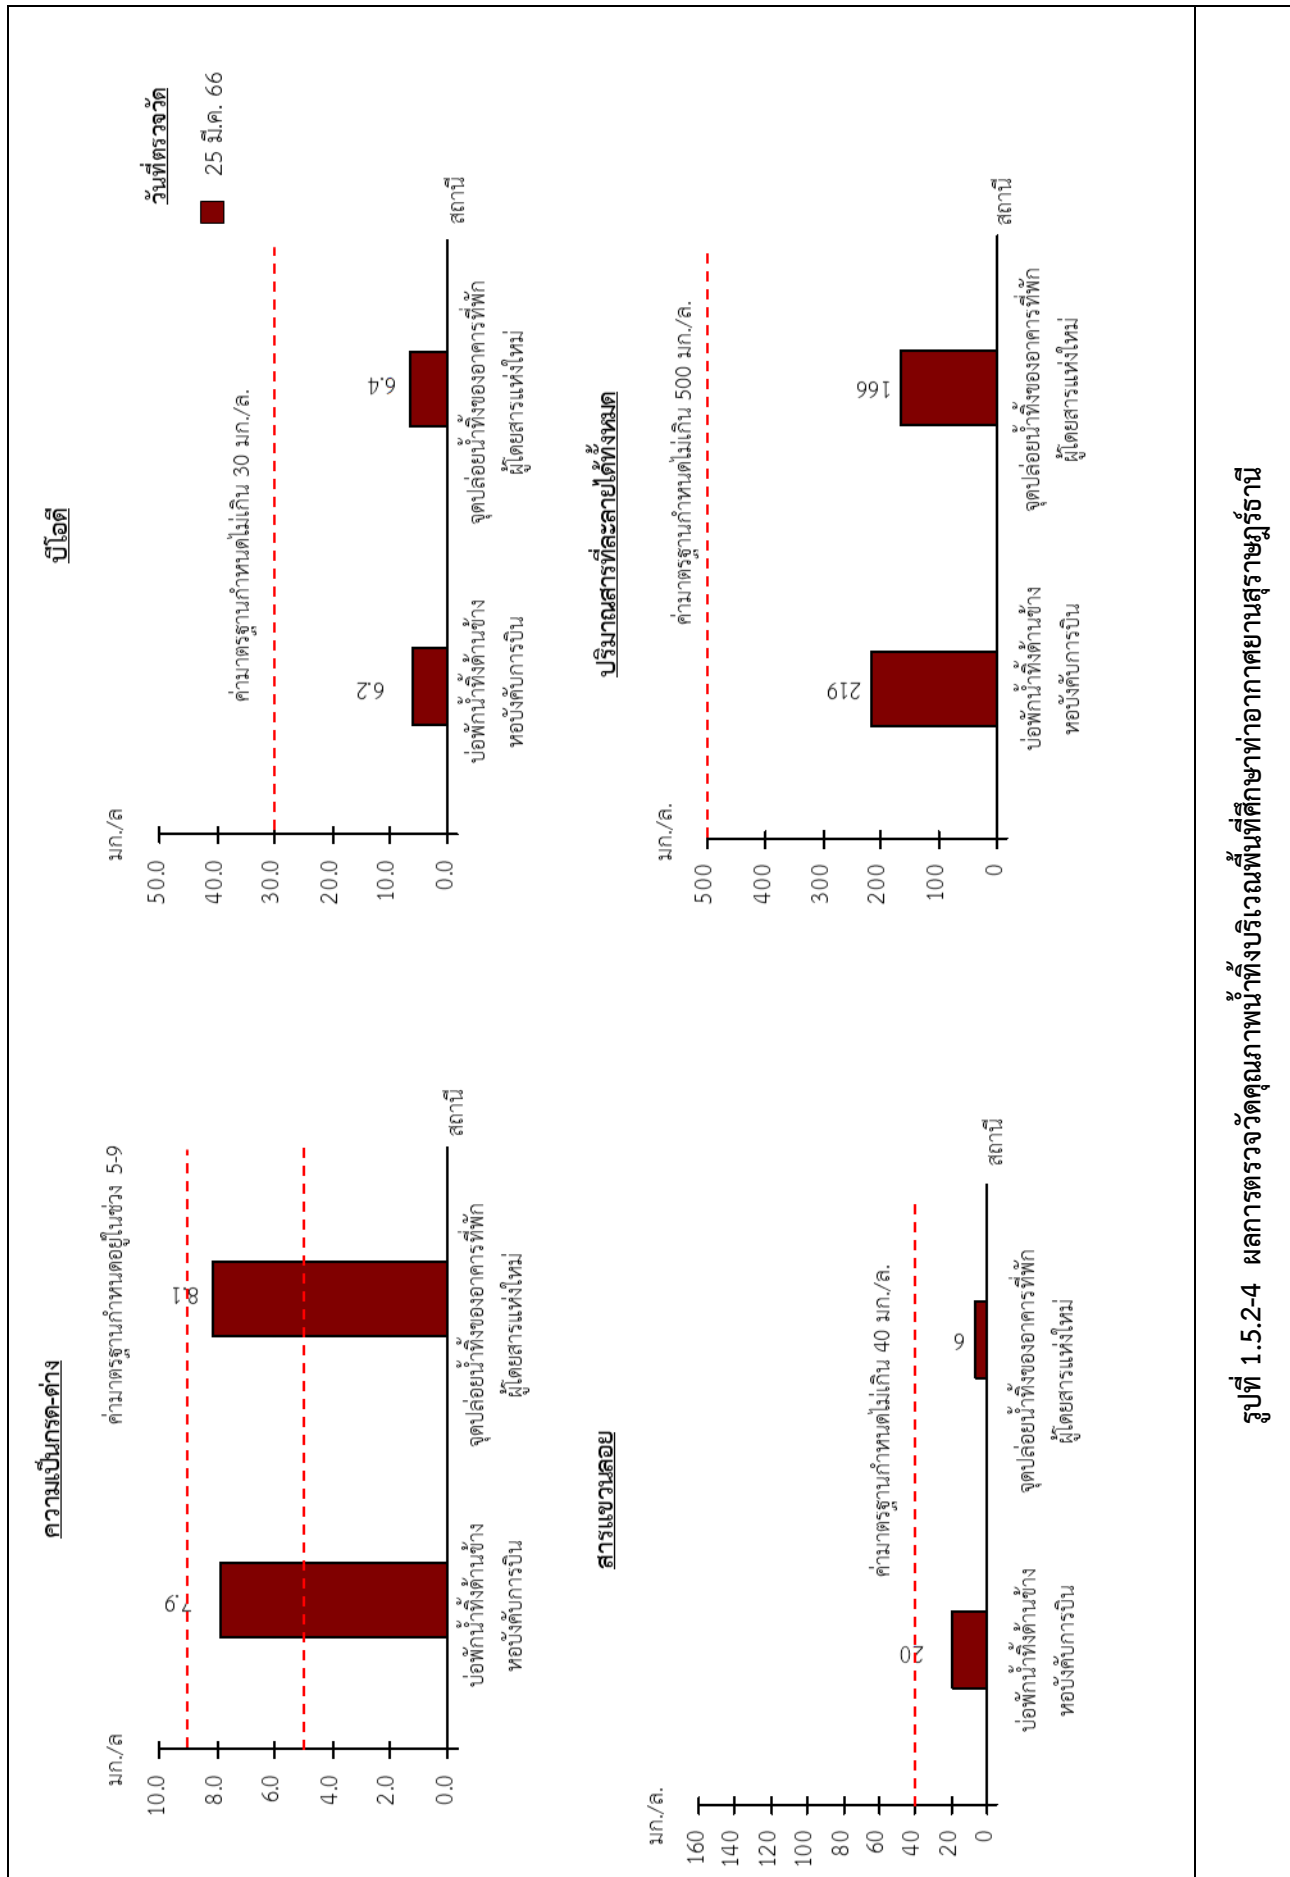 ความเป็นกรด-ด่าง
มก./ล
ค่ามาตรฐานกำหนดอยู่ในช่วง 5-9
10.0
8.0
6.0
4.0
2.0
0.0
7.9
8.1
บ่อพักน้ำทิ้งด้านข้าง
หอบังคับการบิน
จุดปล่อยน้ำทิ้งของอาคารที่พัก
ผู้โดยสารแห่งใหม่
สถานี
บีโอดี
วันที่ตรวจวัด
25 มี.ค. 66
มก./ล
ค่ามาตรฐานกำหนดไม่เกิน 30 มก./ล.
50.0
40.0
30.0
20.0
10.0
0.0
6.2
6.4
บ่อพักน้ำทิ้งด้านข้าง
หอบังคับการบิน
จุดปล่อยน้ำทิ้งของอาคารที่พัก
ผู้โดยสารแห่งใหม่
สถานี
สารแขวนลอย
มก./ล.
ค่ามาตรฐานกำหนดไม่เกิน 40 มก./ล.
160
140
120
100
80
60
40
20
0
20
6
บ่อพักน้ำทิ้งด้านข้าง
หอบังคับการบิน
จุดปล่อยน้ำทิ้งของอาคารที่พัก
ผู้โดยสารแห่งใหม่
สถานี
ปริมาณสารที่ละลายได้ทั้งหมด
มก./ล.
ค่ามาตรฐานกำหนดไม่เกิน 500 มก./ล.
500
400
300
200
100
0
219
166
บ่อพักน้ำทิ้งด้านข้าง
หอบังคับการบิน
จุดปล่อยน้ำทิ้งของอาคารที่พัก
ผู้โดยสารแห่งใหม่
สถานี
รูปที่ 1.5.2-4 ผลการตรวจวัดคุณภาพน้ำทิ้งบริเวณพื้นที่ศึกษาท่าอากาศยานสุราษฎร์ธานี